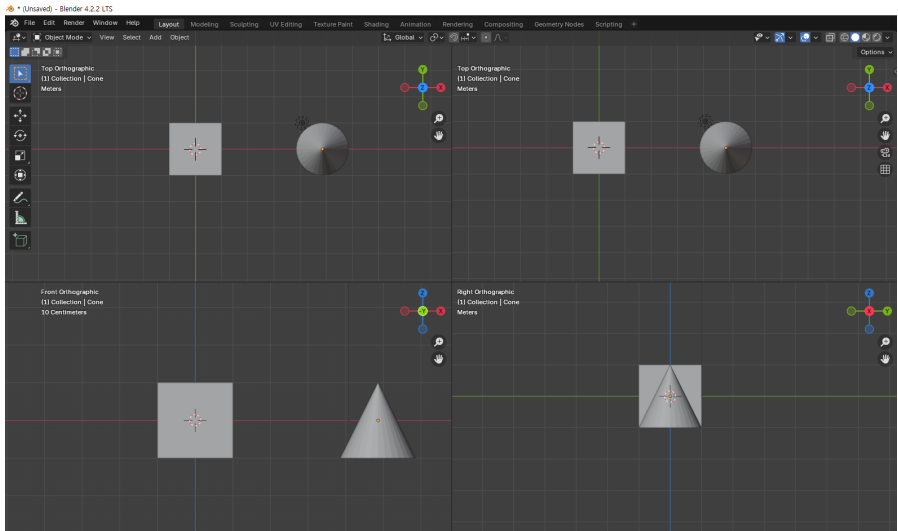 * (Unsaved) - Blender 4.2.2 LTS
File Edit Render Window Help Layout Modeling Sculpting UV Editing Texture Paint Shading Animation Rendering Compositing Geometry Nodes Scripting +
Object Mode View Select Add Object Global
Options
Top Orthographic
(1) Collection | Cone
Meters
Y
Z
X
Top Orthographic
(1) Collection | Cone
Meters
Y
Z
X
Front Orthographic
(1) Collection | Cone
10 Centimeters
Z
-Y
X
Right Orthographic
(1) Collection | Cone
Meters
Z
X
Y